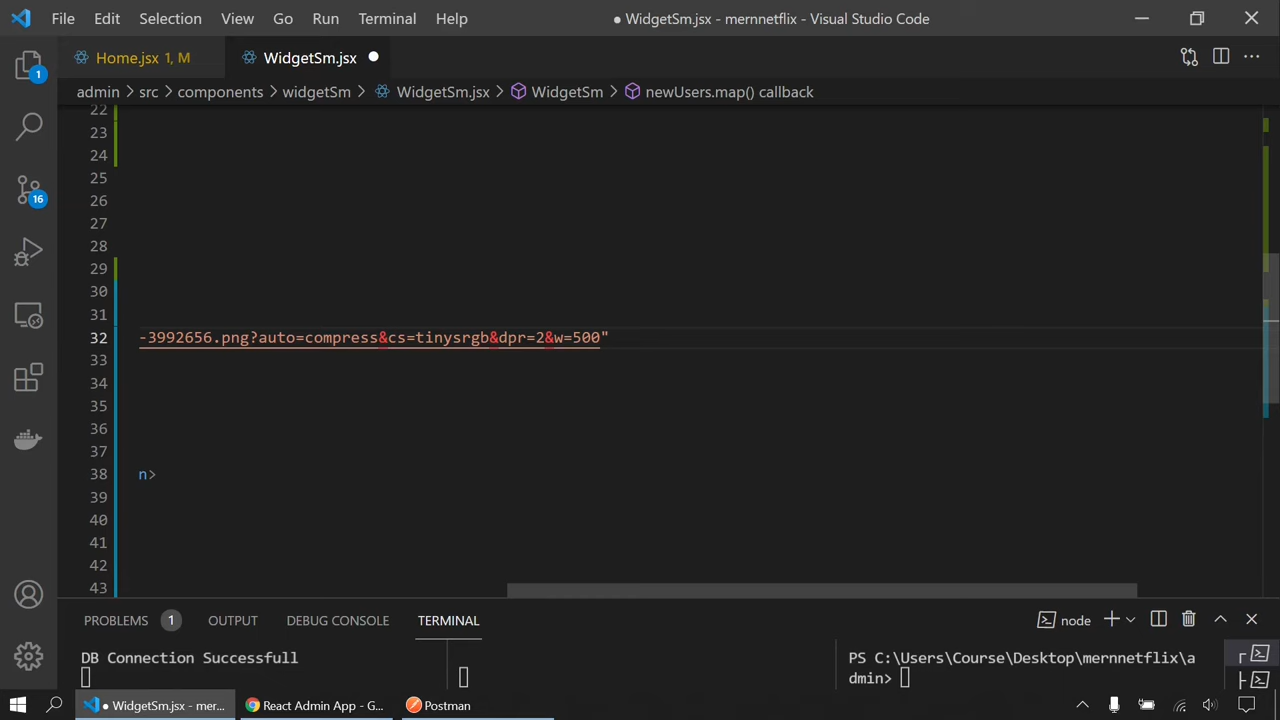 File Edit Selection View Go Run Terminal Help
● WidgetSm.jsx - mernnetflix - Visual Studio Code
Home.jsx 1, M
WidgetSm.jsx
admin > src > components > widgetSm > WidgetSm.jsx > WidgetSm > newUsers.map() callback
22
23
24
25
26
27
28
29
30
31
32 -3992656.png?auto=compress&cs=tinysrgb&dpr=2&w=500"
33
34
35
36
37
38 n>
39
40
41
42
43
1
16
PROBLEMS 1 OUTPUT DEBUG CONSOLE TERMINAL
node
DB Connection Successfull
PS C:\Users\Course\Desktop\mernnetflix\a
dmin>
● WidgetSm.jsx - mer...
React Admin App - G...
Postman